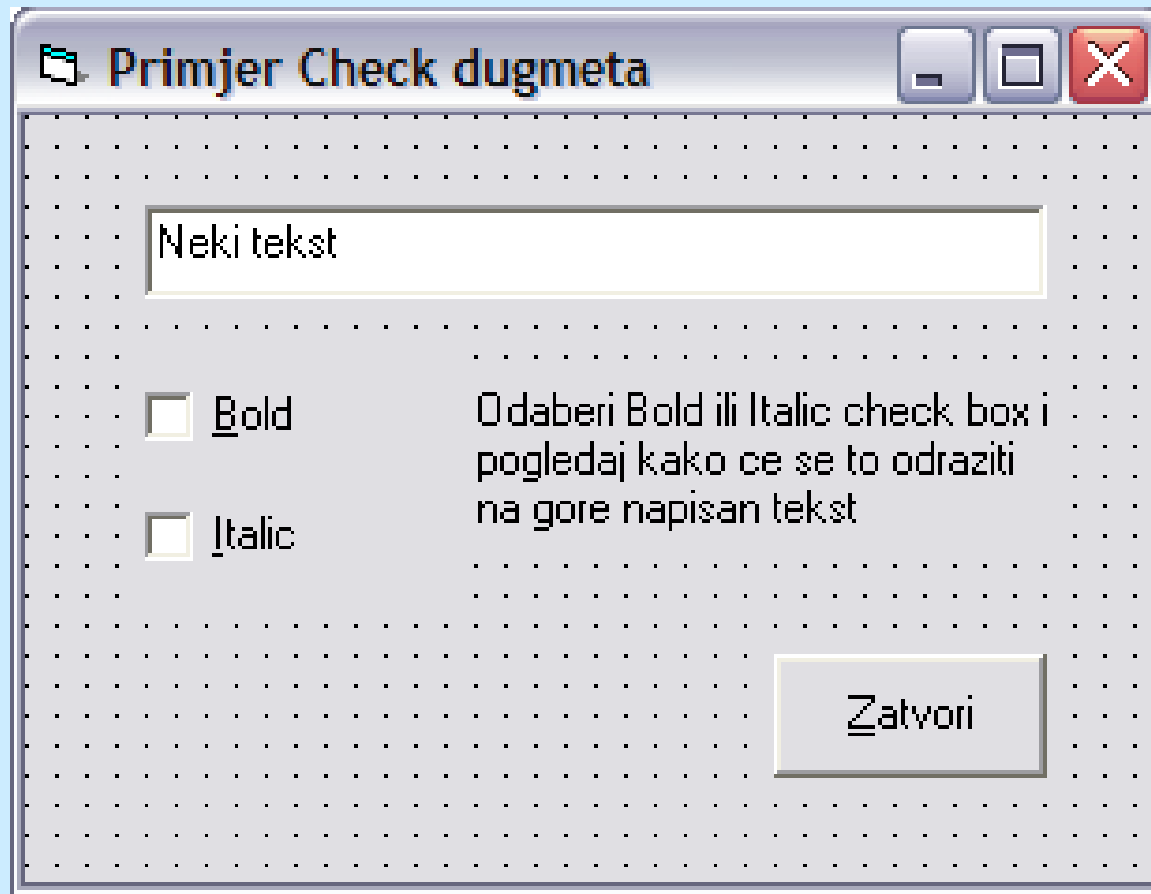 Primjer Check dugmeta
Neki tekst
Bold
Odaberi Bold ili Italic check box i
pogledaj kako ce se to odraziti
na gore napisan tekst
Italic
Zatvori